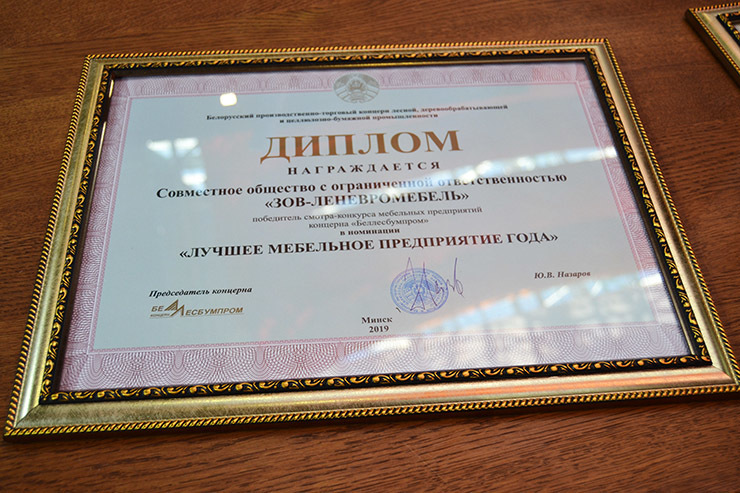 Белорусский производственно-торговый концерн лесной, деревообрабатывающей
и целлюлозно-бумажной промышленности
ДИПЛОМ
НАГРАЖДАЕТСЯ
Совместное общество с ограниченной ответственностью
«ЗОВ-ЛЕНЕВРОМЕБЕЛЬ»
победитель смотра-конкурса мебельных предприятий
концерна «Беллесбумпром»
в номинации
«ЛУЧШЕЕ МЕБЕЛЬНОЕ ПРЕДПРИЯТИЕ ГОДА»
Председатель концерна
Ю.В. Назаров
БЕЛЛЕСБУМПРОМ
КОНЦЕРН
Минск
2019